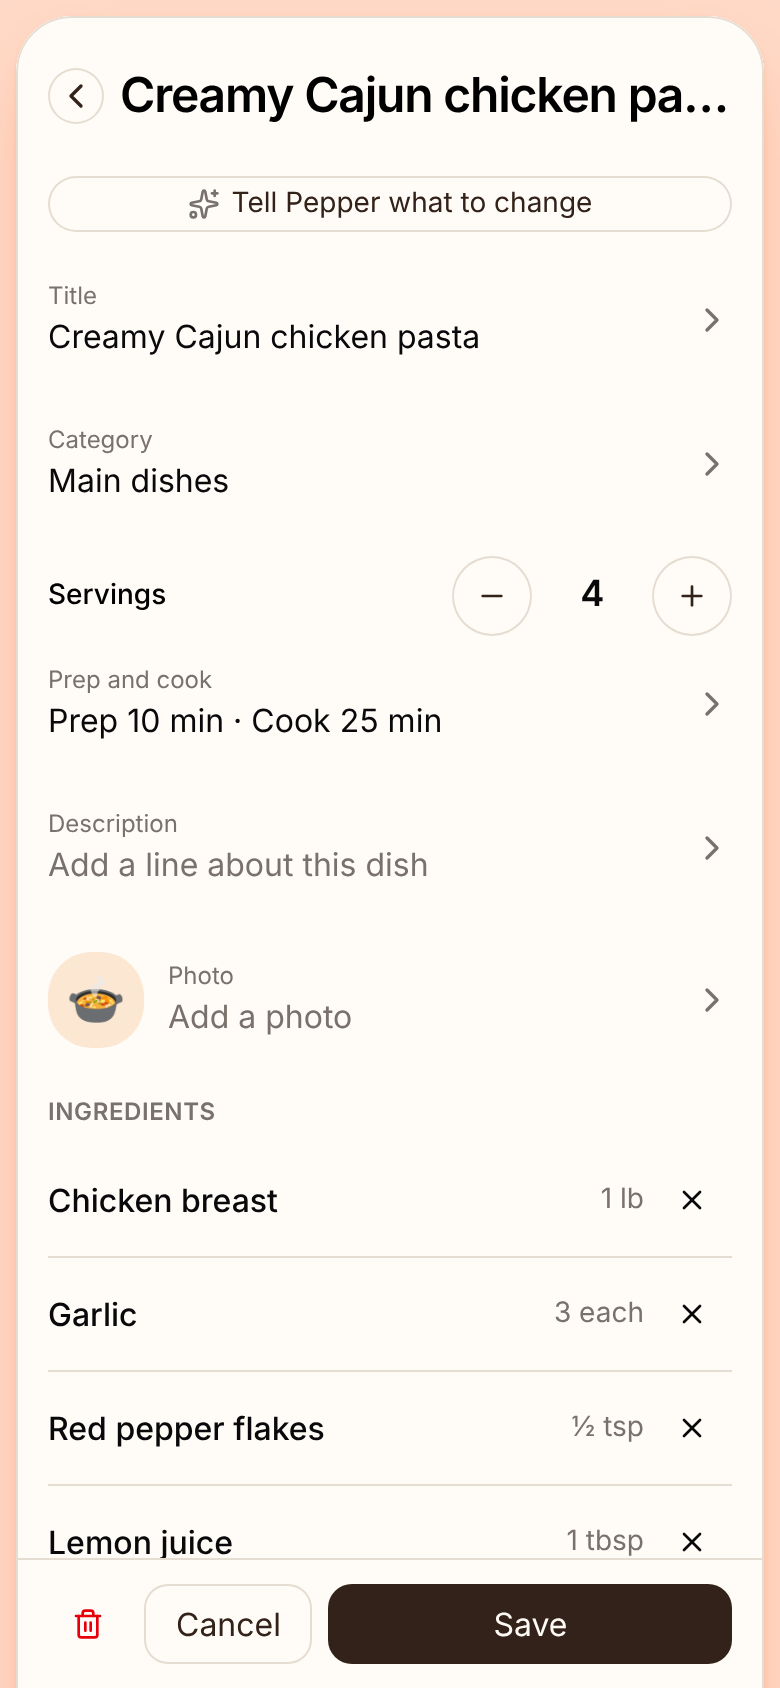 Creamy Cajun chicken pa...
Tell Pepper what to change
Title
Creamy Cajun chicken pasta
Category
Main dishes
Servings
4
Prep and cook
Prep 10 min · Cook 25 min
Description
Add a line about this dish
Photo
Add a photo
INGREDIENTS
Chicken breast 1 lb
Garlic 3 each
Red pepper flakes ½ tsp
Lemon juice 1 tbsp
Cancel Save